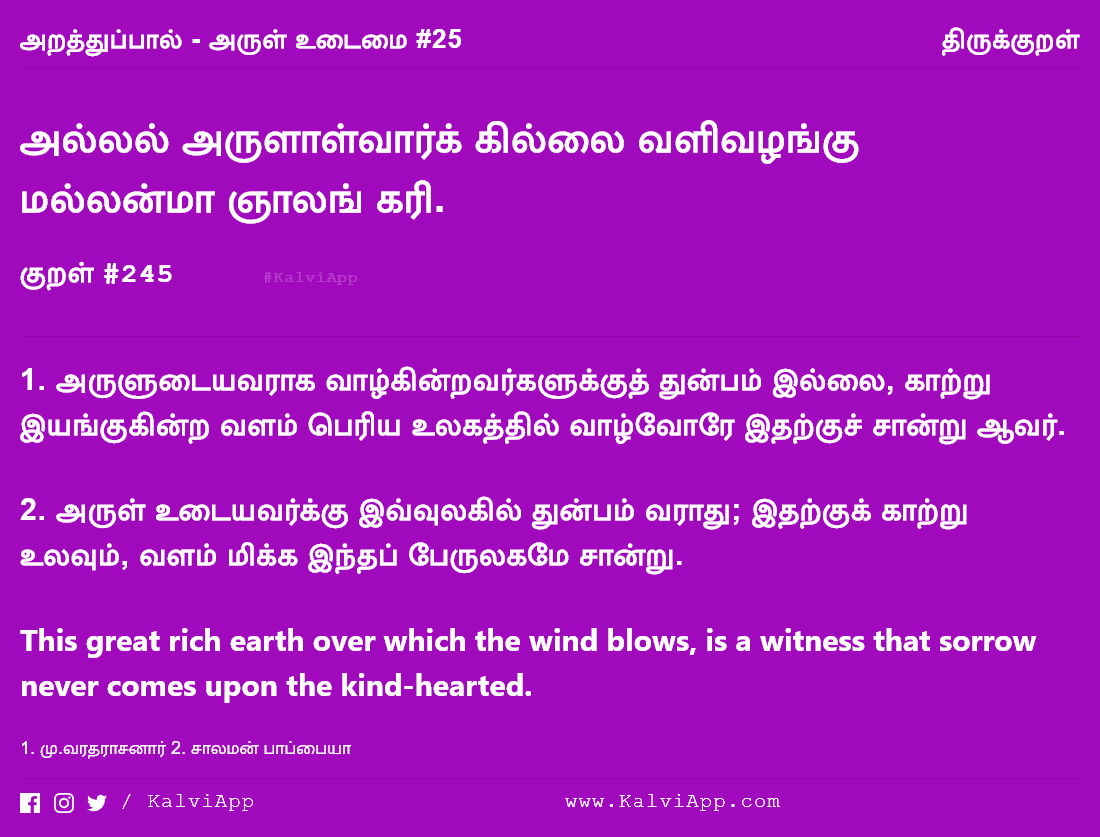 அறத்துப்பால் - அருள் உடைமை #25
திருக்குறள்
அல்லல் அருளாள்வார்க் கில்லை வளிவழங்கு
மல்லன்மா ஞாலங் கரி.
குறள் #245
#KalviApp
1. அருளுடையவராக வாழ்கின்றவர்களுக்குத் துன்பம் இல்லை, காற்று
இயங்குகின்ற வளம் பெரிய உலகத்தில் வாழ்வோரே இதற்குச் சான்று ஆவர்.
2. அருள் உடையவர்க்கு இவ்வுலகில் துன்பம் வராது; இதற்குக் காற்று
உலவும், வளம் மிக்க இந்தப் பேருலகமே சான்று.
This great rich earth over which the wind blows, is a witness that sorrow
never comes upon the kind-hearted.
1. மு.வரதராசனார் 2. சாலமன் பாப்பையா
/ KalviApp
www.KalviApp.com